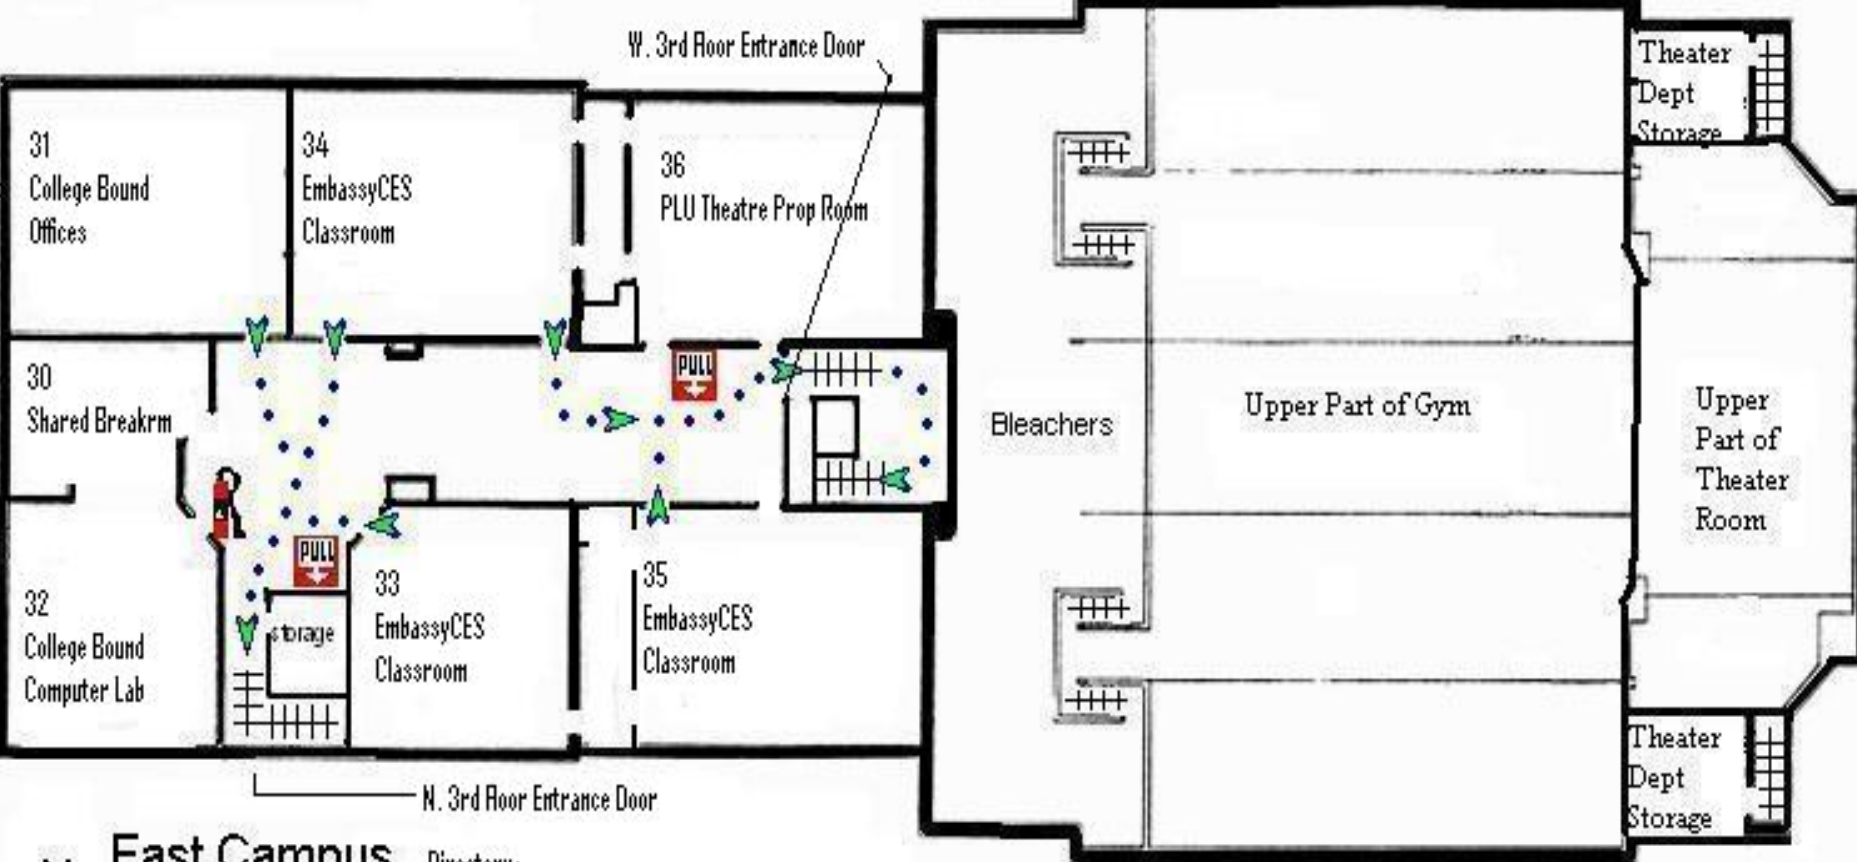 W. 3rd Floor Entrance Door
Theater
Dept
Storage
31
College Bound
Offices
34
EmbassyCES
Classroom
36
PLU Theatre Prop Room
30
Shared Breakrm
PULL
Bleachers
Upper Part of Gym
Upper
Part of
Theater
Room
32
College Bound
Computer Lab
PULL
storage
33
EmbassyCES
Classroom
35
EmbassyCES
Classroom
Theater
Dept
Storage
N. 3rd Floor Entrance Door
East Campus
Directory: